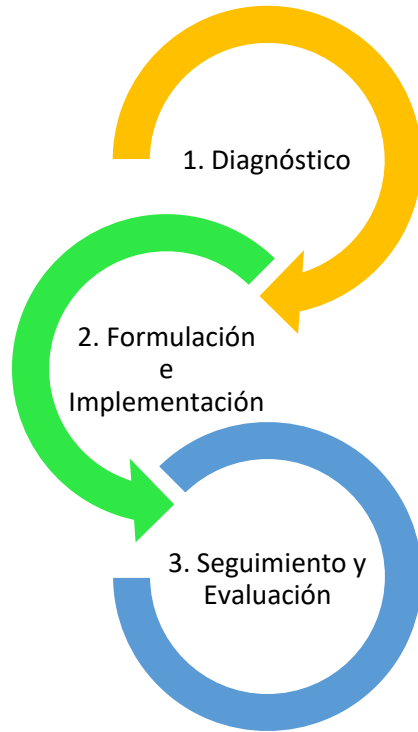 1. Diagnóstico
2. Formulación
e
Implementación
3. Seguimiento y
Evaluación